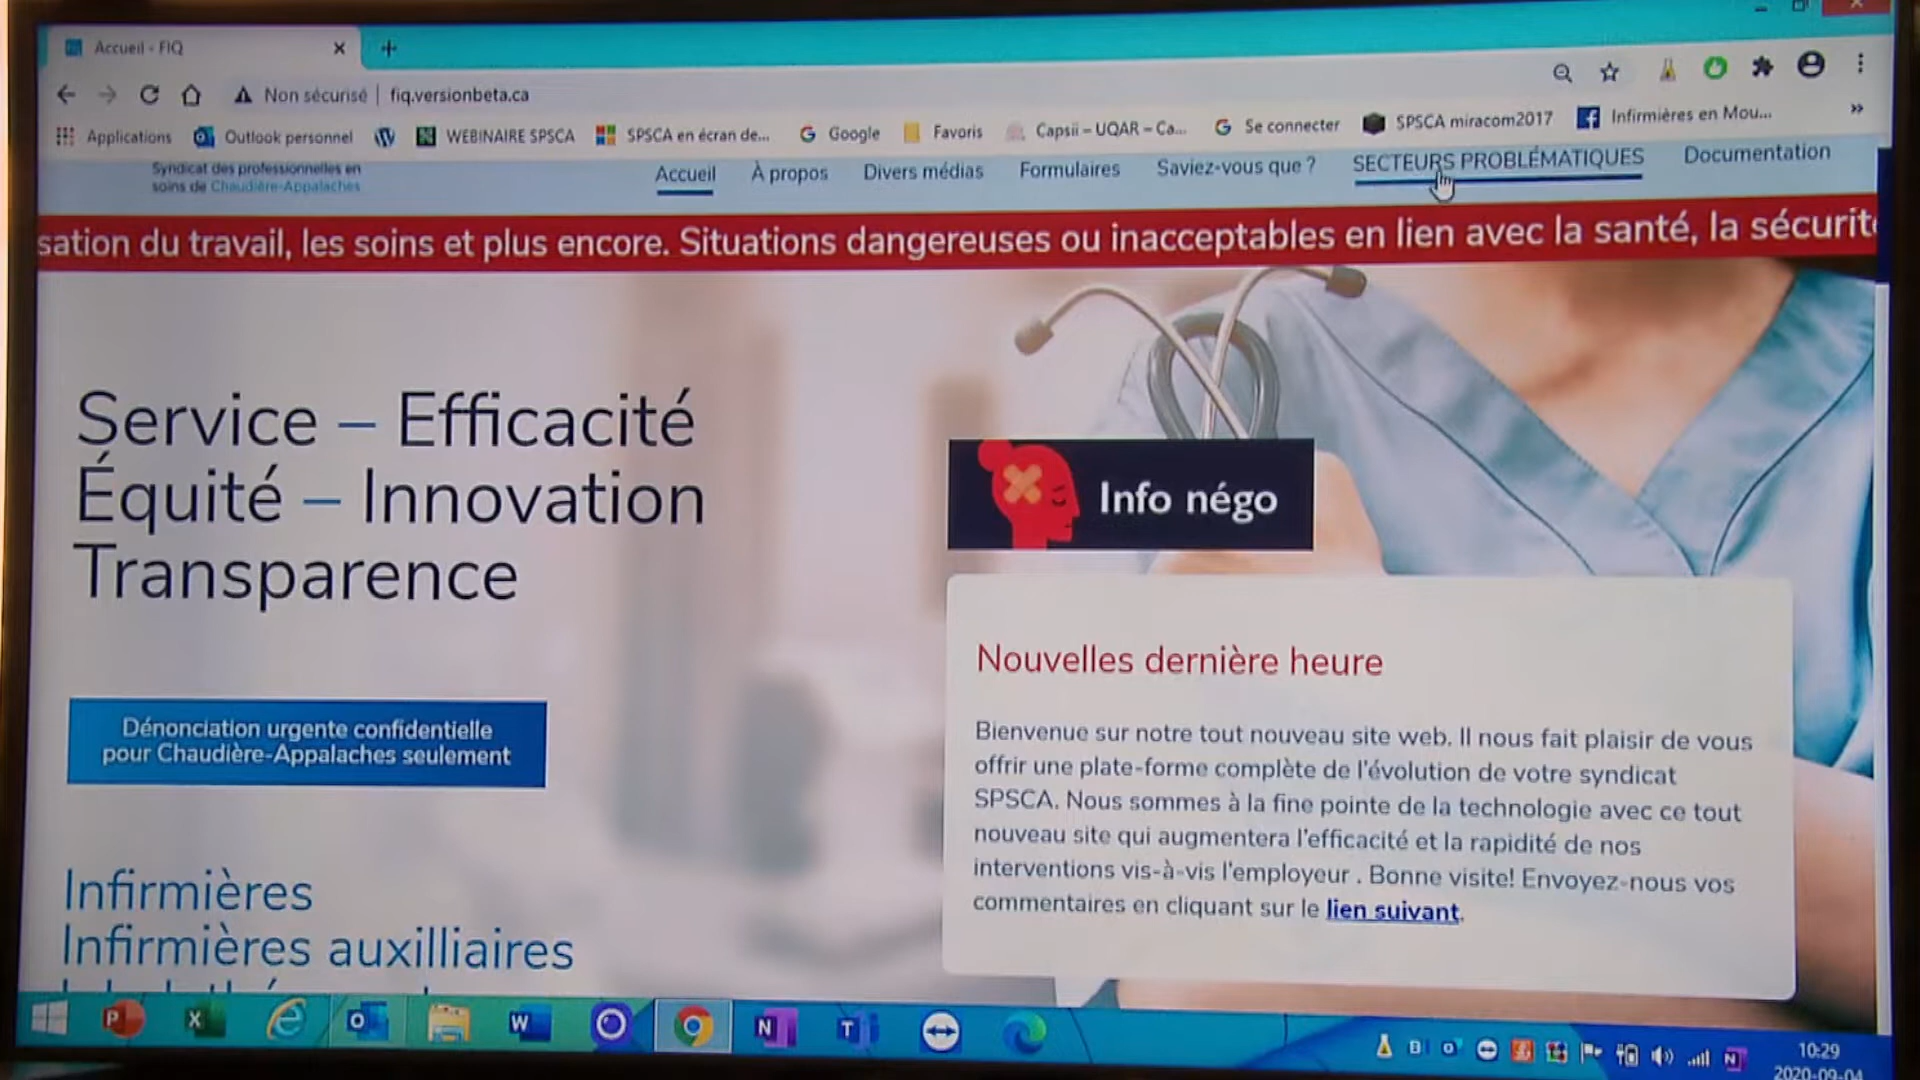 Accueil - FIQ
Non sécurisé | fiq.versionbeta.ca
Applications Outlook personnel WEBINAIRE SPSCA SPSCA en écran de... Google Favoris Capsii – UQAR – Ca... Se connecter SPSCA miracom2017 Infirmières en Mou... »
Syndicat des professionnelles en
soins de Chaudière-Appalaches
Accueil À propos Divers médias Formulaires Saviez-vous que ? SECTEURS PROBLÉMATIQUES Documentation
sation du travail, les soins et plus encore. Situations dangereuses ou inacceptables en lien avec la santé, la sécurité
Service – Efficacité
Équité – Innovation
Transparence
Info négo
Dénonciation urgente confidentielle
pour Chaudière-Appalaches seulement
Nouvelles dernière heure
Bienvenue sur notre tout nouveau site web. Il nous fait plaisir de vous
offrir une plate-forme complète de l'évolution de votre syndicat
SPSCA. Nous sommes à la fine pointe de la technologie avec ce tout
nouveau site qui augmentera l'efficacité et la rapidité de nos
interventions vis-à-vis l'employeur . Bonne visite! Envoyez-nous vos
commentaires en cliquant sur le lien suivant.
Infirmières
Infirmières auxilliaires
10:29
2020-09-04